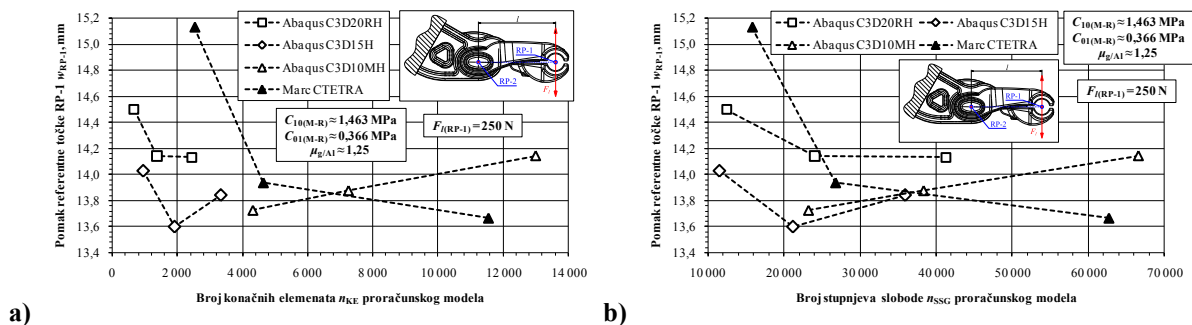 15,2
15,0
14,8
14,6
14,4
14,2
14,0
13,8
13,6
13,4
Pomak referentne točke RP-1 wRP-1, mm
0
2 000
4 000
6 000
8 000
10 000
12 000
14 000
Broj konačnih elemenata nKE proračunskog modela
Abaqus C3D20RH
Abaqus C3D15H
Abaqus C3D10MH
Marc CTETRA
l
RP-1
RP-2
Fl
C10(M-R) ≈ 1,463 MPa
C01(M-R) ≈ 0,366 MPa
μg/Al ≈ 1,25
Fl(RP-1) = 250 N
a)
15,2
15,0
14,8
14,6
14,4
14,2
14,0
13,8
13,6
13,4
Pomak referentne točke RP-1 wRP-1, mm
10 000
20 000
30 000
40 000
50 000
60 000
70 000
Broj stupnjeva slobode nSSG proračunskog modela
Abaqus C3D20RH
Abaqus C3D15H
Abaqus C3D10MH
Marc CTETRA
l
RP-1
RP-2
Fl
C10(M-R) ≈ 1,463 MPa
C01(M-R) ≈ 0,366 MPa
μg/Al ≈ 1,25
Fl(RP-1) = 250 N
b)